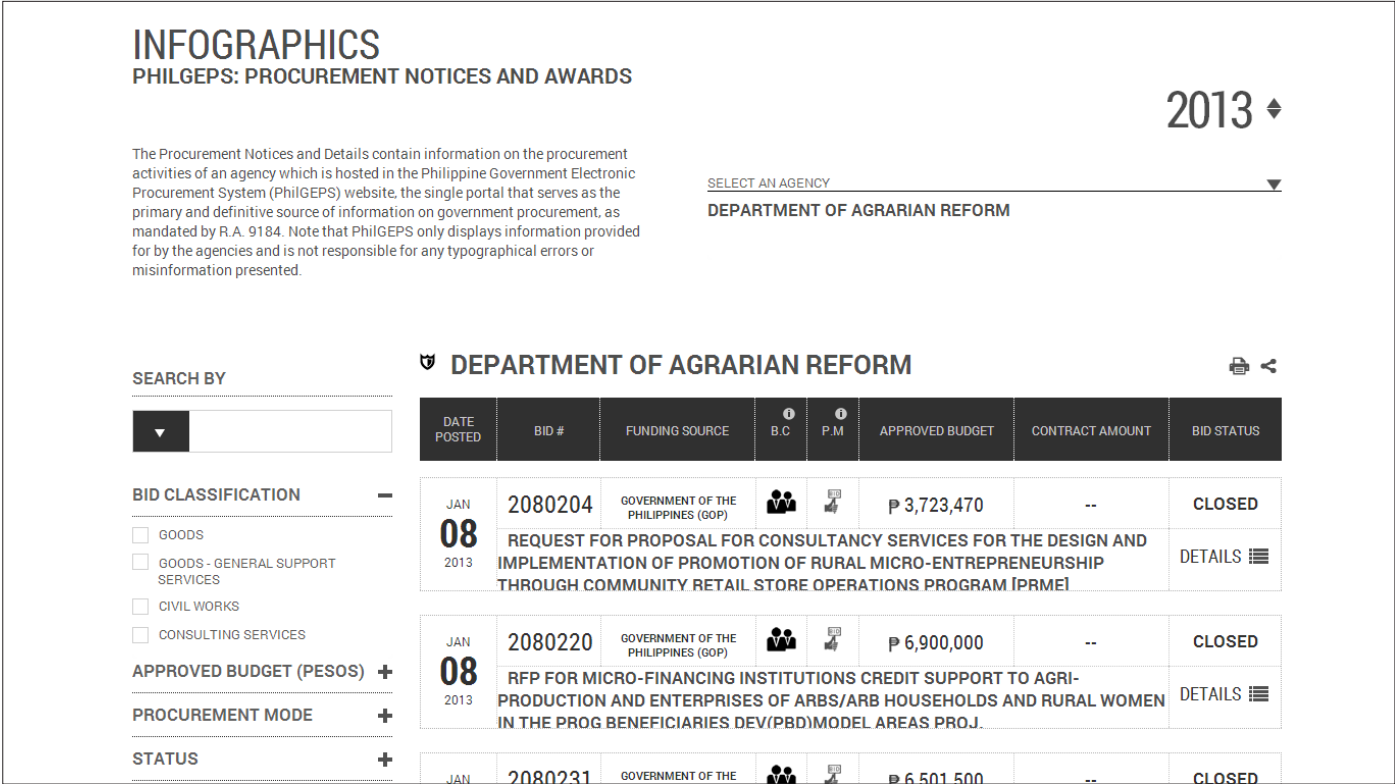 INFOGRAPHICS
PHILGEPS: PROCUREMENT NOTICES AND AWARDS
2013
The Procurement Notices and Details contain information on the procurement
activities of an agency which is hosted in the Philippine Government Electronic
Procurement System (PhilGEPS) website, the single portal that serves as the
primary and definitive source of information on government procurement, as
mandated by R.A. 9184. Note that PhilGEPS only displays information provided
for by the agencies and is not responsible for any typographical errors or
misinformation presented.
SELECT AN AGENCY
DEPARTMENT OF AGRARIAN REFORM
SEARCH BY
BID CLASSIFICATION
GOODS
GOODS - GENERAL SUPPORT
SERVICES
CIVIL WORKS
CONSULTING SERVICES
APPROVED BUDGET (PESOS)
PROCUREMENT MODE
STATUS
DEPARTMENT OF AGRARIAN REFORM
DATE
POSTED
BID #
FUNDING SOURCE
B.C
P.M
APPROVED BUDGET
CONTRACT AMOUNT
BID STATUS
JAN
08
2013
2080204
GOVERNMENT OF THE
PHILIPPINES (GOP)
BID
₱ 3,723,470
--
CLOSED
REQUEST FOR PROPOSAL FOR CONSULTANCY SERVICES FOR THE DESIGN AND
IMPLEMENTATION OF PROMOTION OF RURAL MICRO-ENTREPRENEURSHIP
THROUGH COMMUNITY RETAIL STORE OPERATIONS PROGRAM [PRME]
DETAILS
JAN
08
2013
2080220
GOVERNMENT OF THE
PHILIPPINES (GOP)
BID
₱ 6,900,000
--
CLOSED
RFP FOR MICRO-FINANCING INSTITUTIONS CREDIT SUPPORT TO AGRI-
PRODUCTION AND ENTERPRISES OF ARBS/ARB HOUSEHOLDS AND RURAL WOMEN
IN THE PROG BENEFICIARIES DEV(PBD)MODEL AREAS PROJ.
DETAILS
JAN
2080231
GOVERNMENT OF THE
BID
₱ 6,501,500
CLOSED